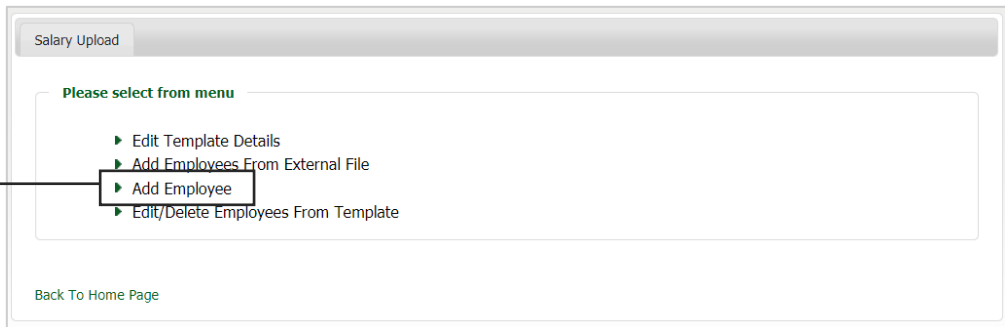 Salary Upload
Please select from menu
Edit Template Details
Add Employees From External File
Add Employee
Edit/Delete Employees From Template
Back To Home Page